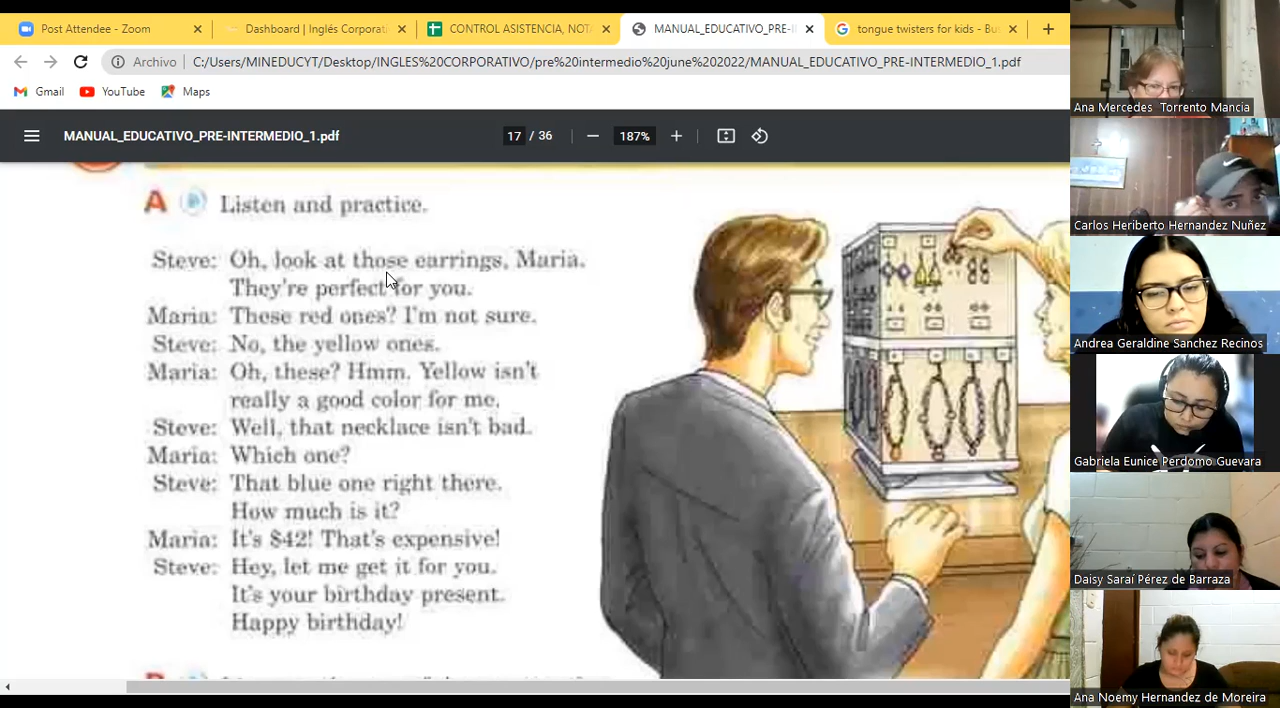 Post Attendee - Zoom
Dashboard | Inglés Corporati
CONTROL ASISTENCIA, NOT
MANUAL_EDUCATIVO_PRE-I
tongue twisters for kids - Bu
Archivo
C:/Users/MINEDUCYT/Desktop/INGLES%20CORPORATIVO/pre%20intermedio%20june%202022/MANUAL_EDUCATIVO_PRE-INTERMEDIO_1.pdf
Gmail
YouTube
Maps
MANUAL_EDUCATIVO_PRE-INTERMEDIO_1.pdf
17 / 36
187%
A Listen and practice.
Steve: Oh, look at those earrings, Maria.
They're perfect for you.
Maria: These red ones? I'm not sure.
Steve: No, the yellow ones.
Maria: Oh, these? Hmm. Yellow isn't
really a good color for me.
Steve: Well, that necklace isn't bad.
Maria: Which one?
Steve: That blue one right there.
How much is it?
Maria: It's $42! That's expensive!
Steve: Hey, let me get it for you.
It's your birthday present.
Happy birthday!
Ana Mercedes Torrento Mancia
Carlos Heriberto Hernandez Nuñez
Andrea Geraldine Sanchez Recinos
Gabriela Eunice Perdomo Guevara
Daisy Saraí Pérez de Barraza
Ana Noemy Hernandez de Moreira